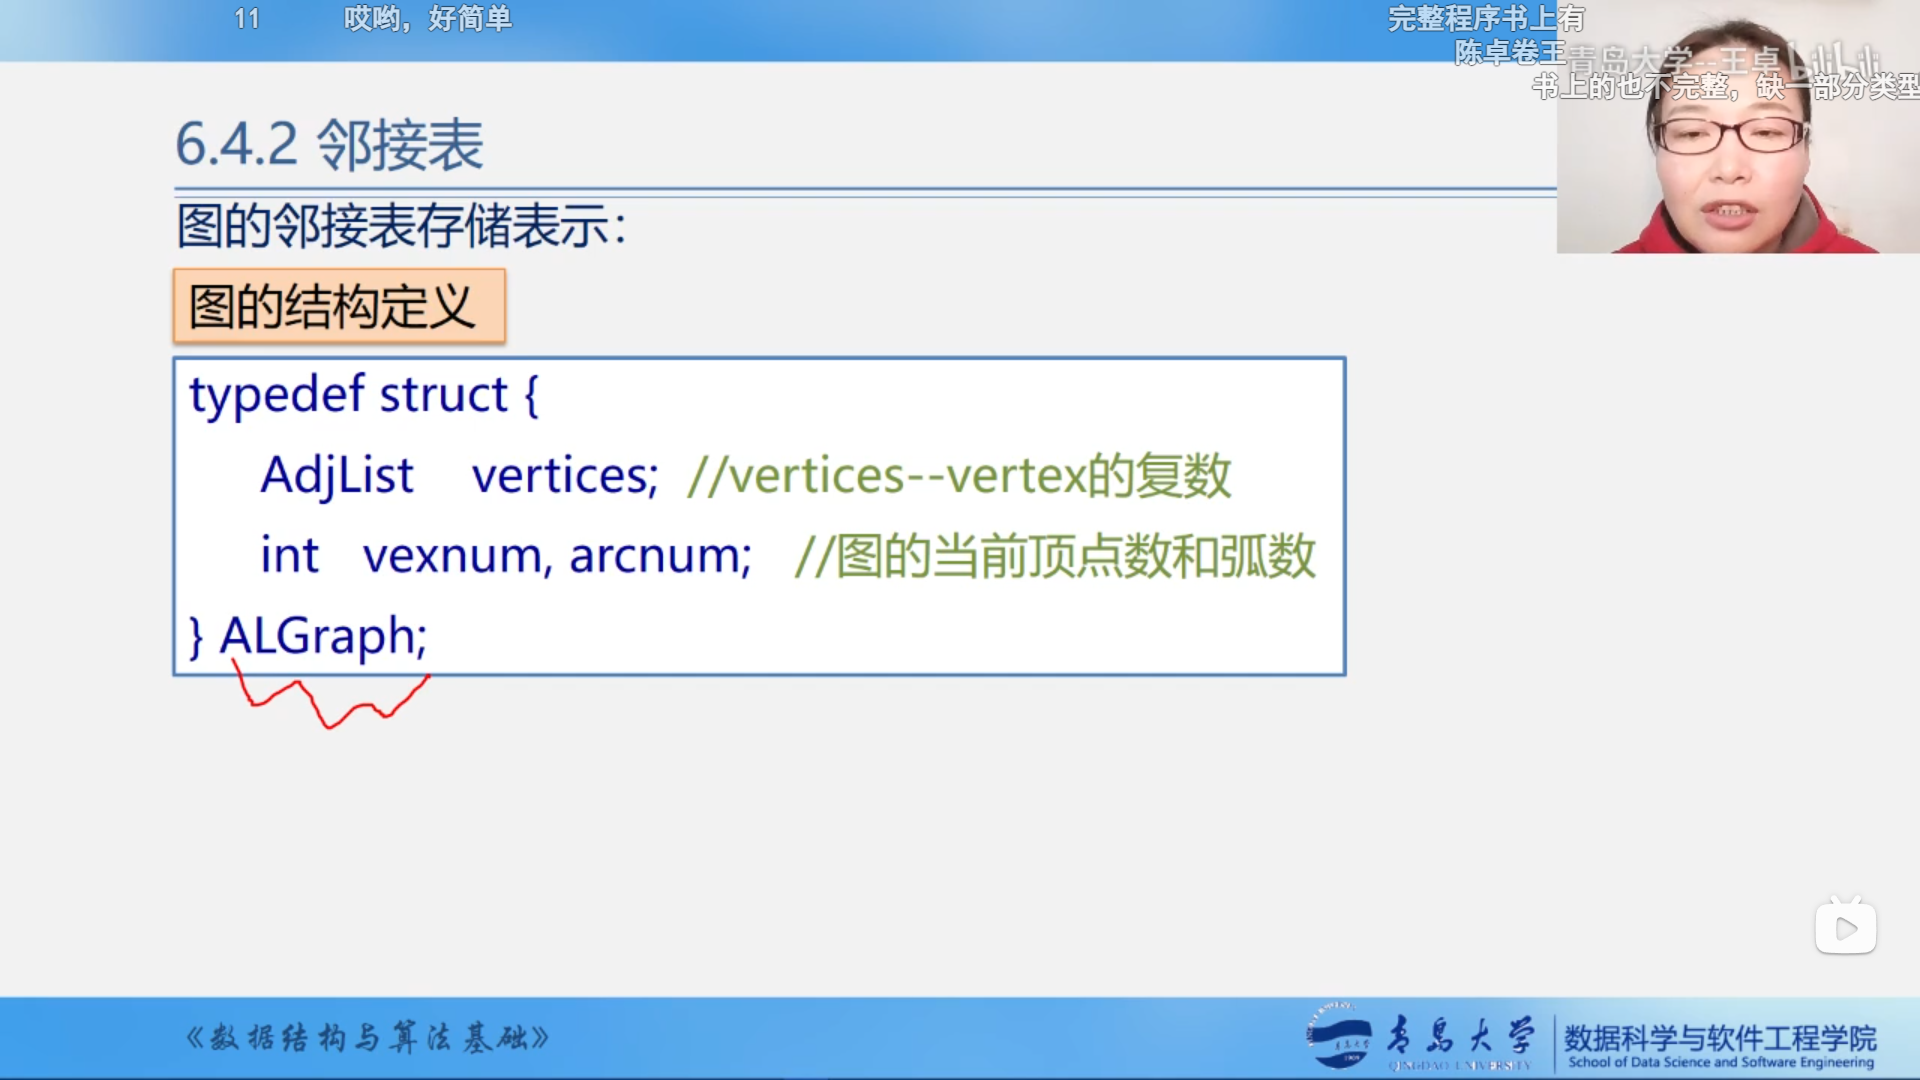 11 哎哟，好简单
完整程序书上有
陈卓卷王
青岛大学--王卓 bilibili
书上的也不完整，缺一部分类型
6.4.2 邻接表
图的邻接表存储表示：
图的结构定义
typedef struct {
AdjList vertices; //vertices--vertex的复数
int vexnum, arcnum; //图的当前顶点数和弧数
} ALGraph;
《数据结构与算法基础》
青岛大学
QINGDAO UNIVERSITY
数据科学与软件工程学院
School of Data Science and Software Engineering